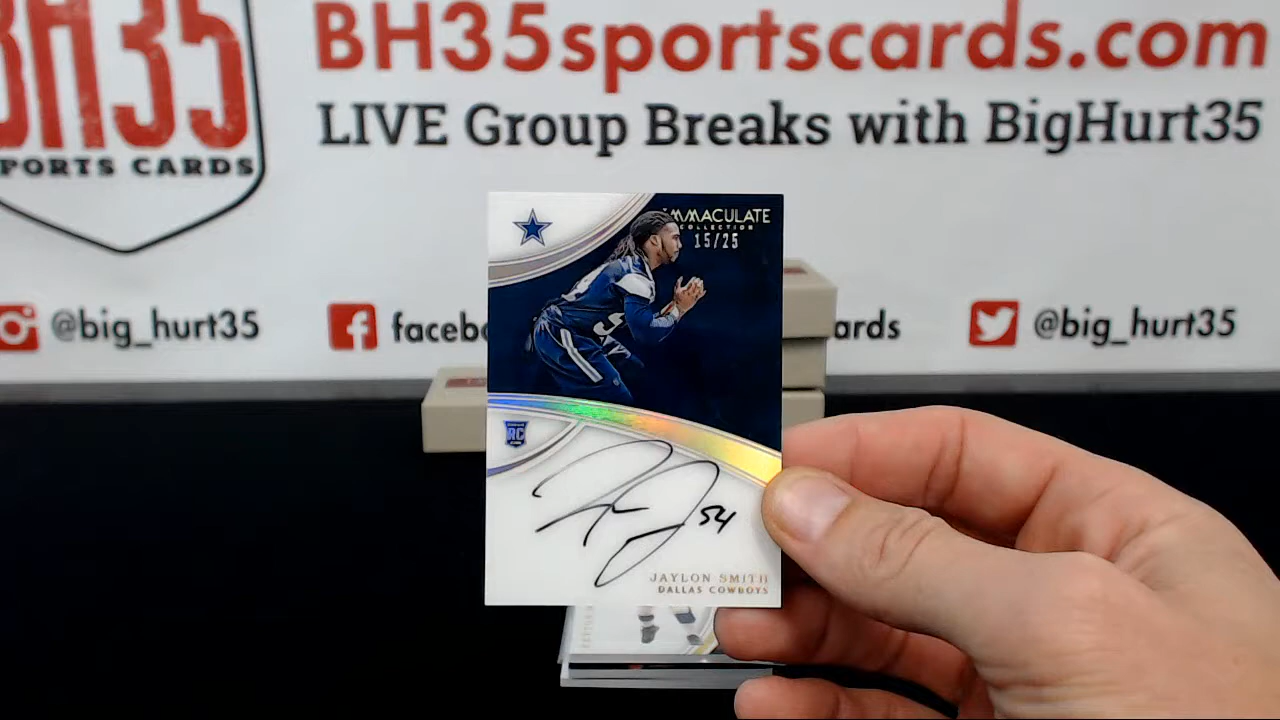 BH35
PORTS CARDS
BH35sportscards.com
LIVE Group Breaks with BigHurt35
@big_hurt35
facebo
ards
@big_hurt35
IMMACULATE
COLLECTION
15/25
RC
54
JAYLON SMITH
DALLAS COWBOYS